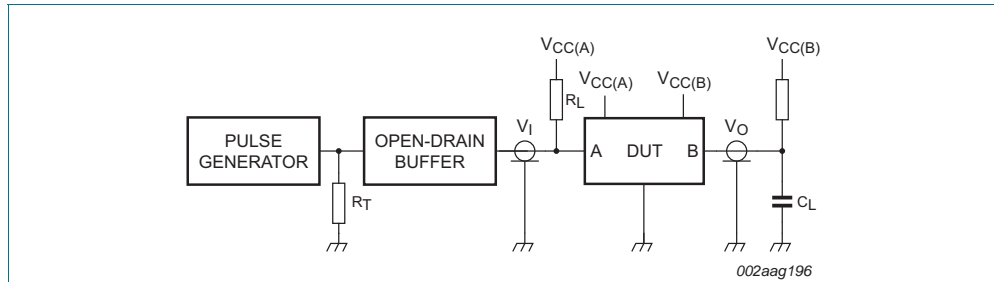 VCC(A)
VCC(B)
VCC(A)
VCC(B)
RL
PULSE
GENERATOR
OPEN-DRAIN
BUFFER
VI
A
DUT
B
VO
RT
CL
002aag196